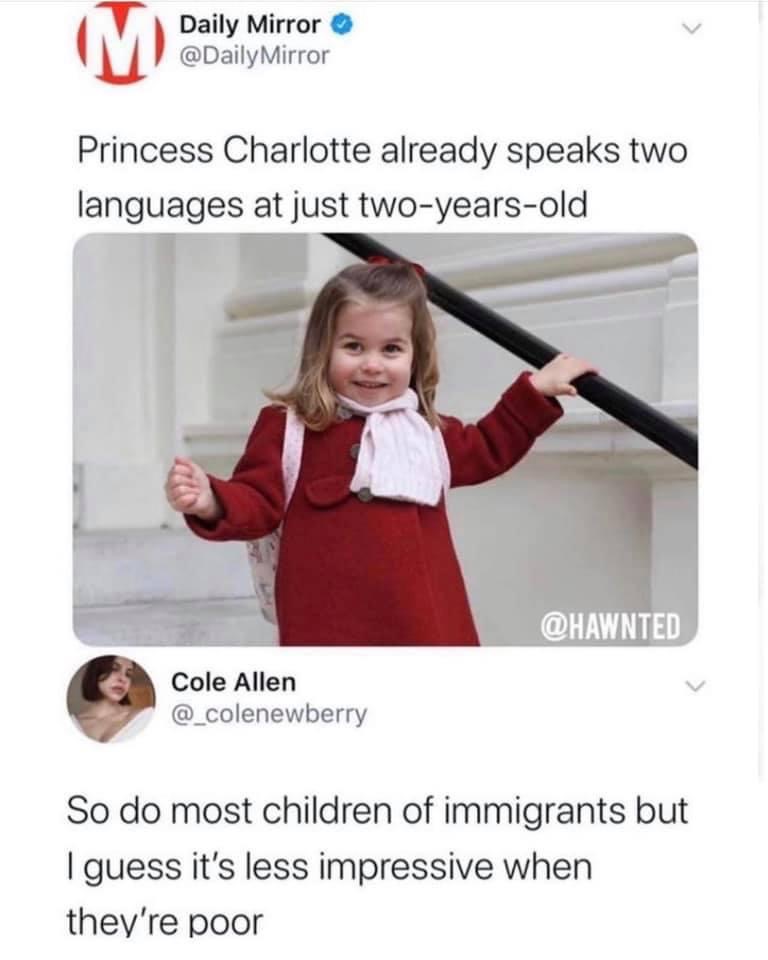 M
Daily Mirror
@DailyMirror
Princess Charlotte already speaks two
languages at just two-years-old
@HAWNTED
Cole Allen
@_colenewberry
So do most children of immigrants but
I guess it's less impressive when
they're poor